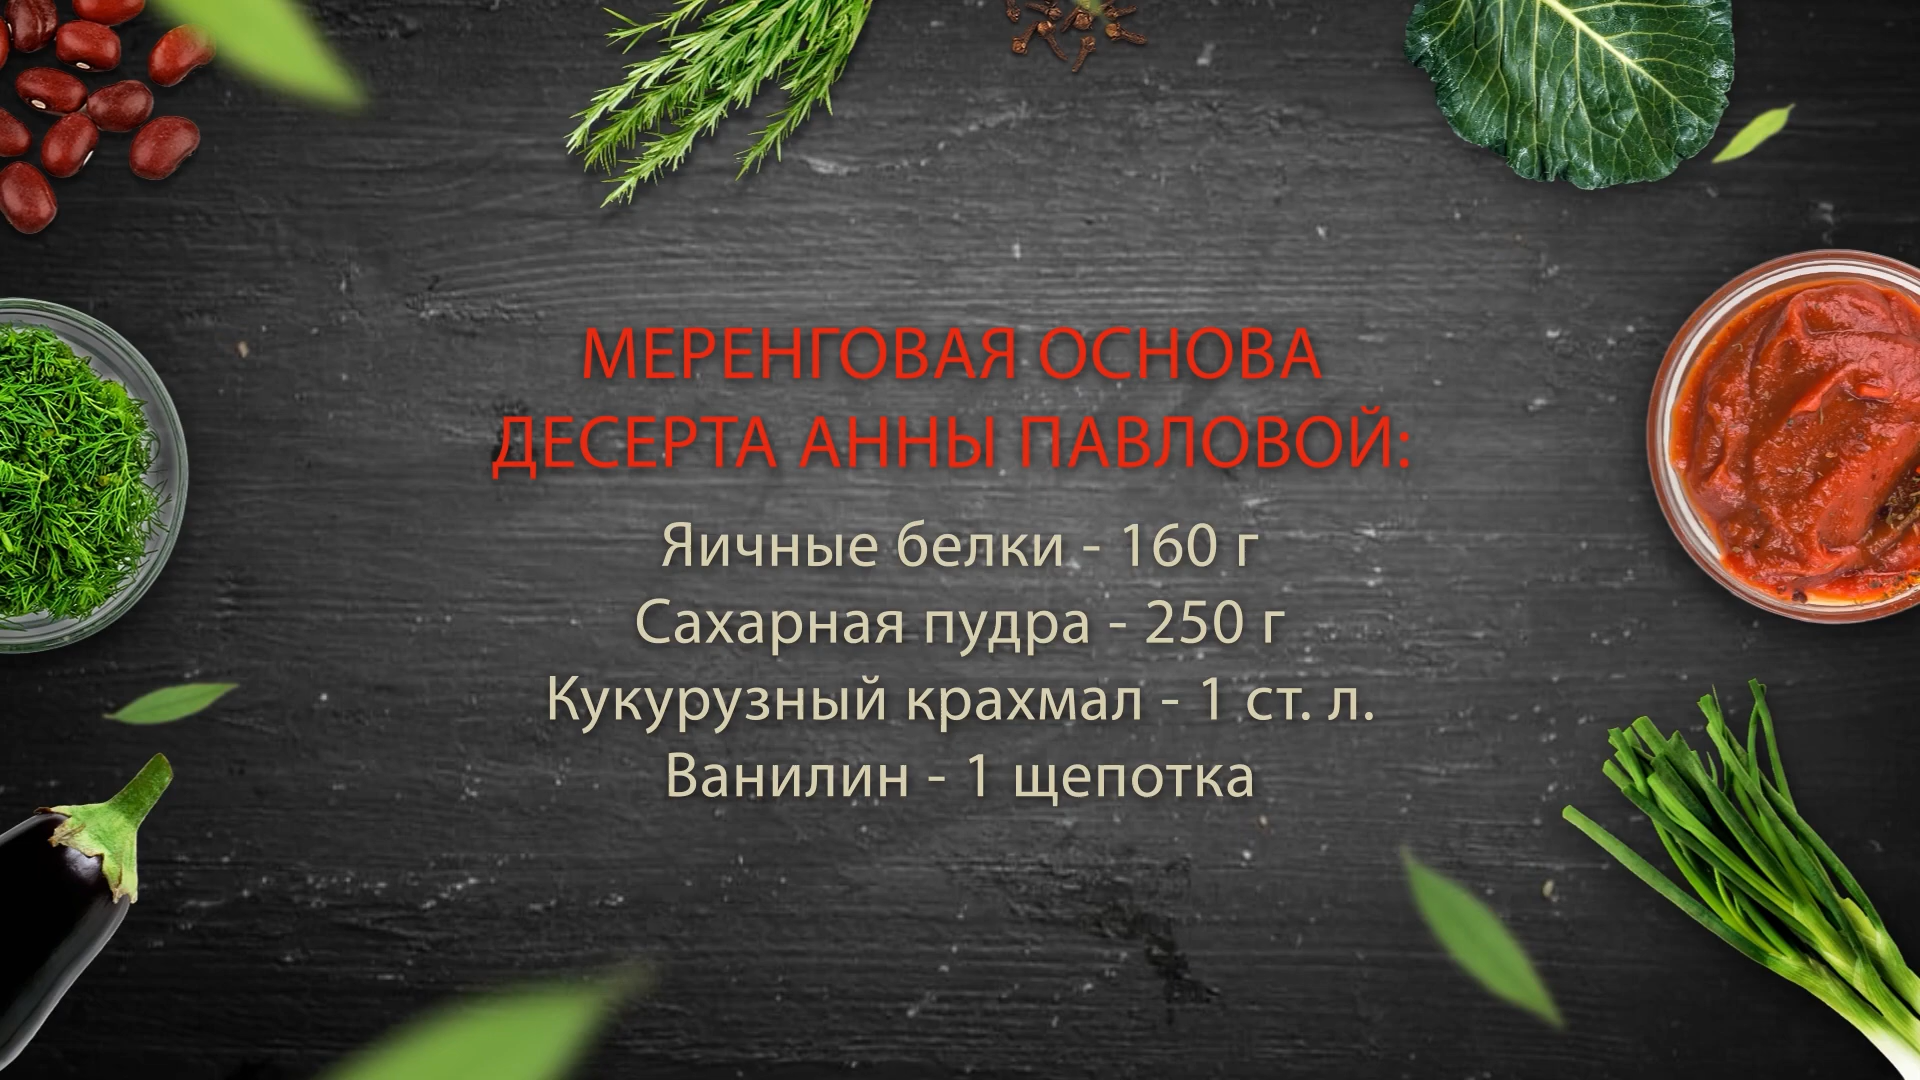 МЕРЕНГОВАЯ ОСНОВА
ДЕСЕРТА АННЫ ПАВЛОВОЙ:
Яичные белки - 160 г
Сахарная пудра - 250 г
Кукурузный крахмал - 1 ст. л.
Ванилин - 1 щепотка